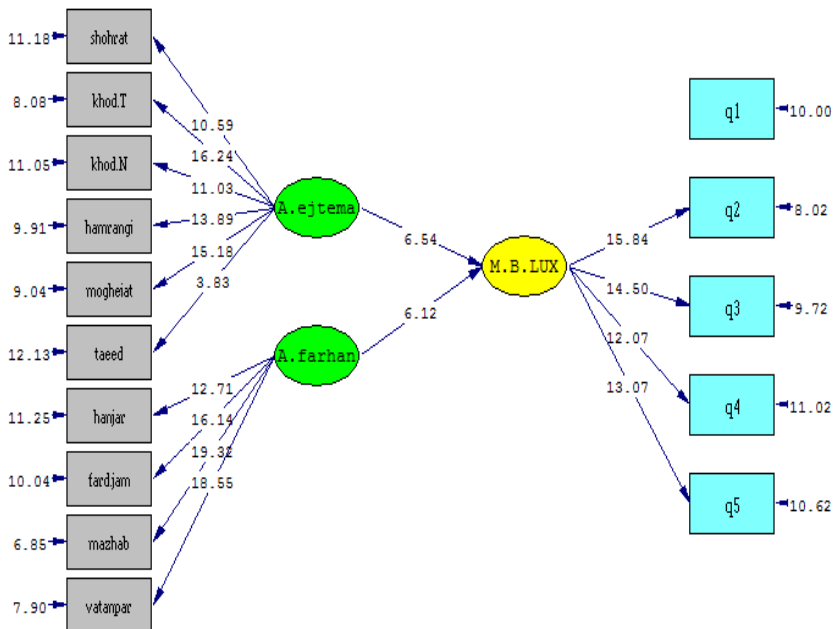 11.18 shohrat
8.08 khod.T
11.05 khod.N
9.91 hamrangi
9.04 mogheiat
12.13 taeed
11.25 hanjar
10.04 fardjam
6.85 mazhab
7.90 vatanpar
10.59
16.24
11.03
13.89
15.18
3.83
12.71
16.14
19.32
18.55
A.ejtema
A.farhan
6.54
6.12
M.B.LUX
15.84
14.50
12.07
13.07
q1 10.00
q2 8.02
q3 9.72
q4 11.02
q5 10.62